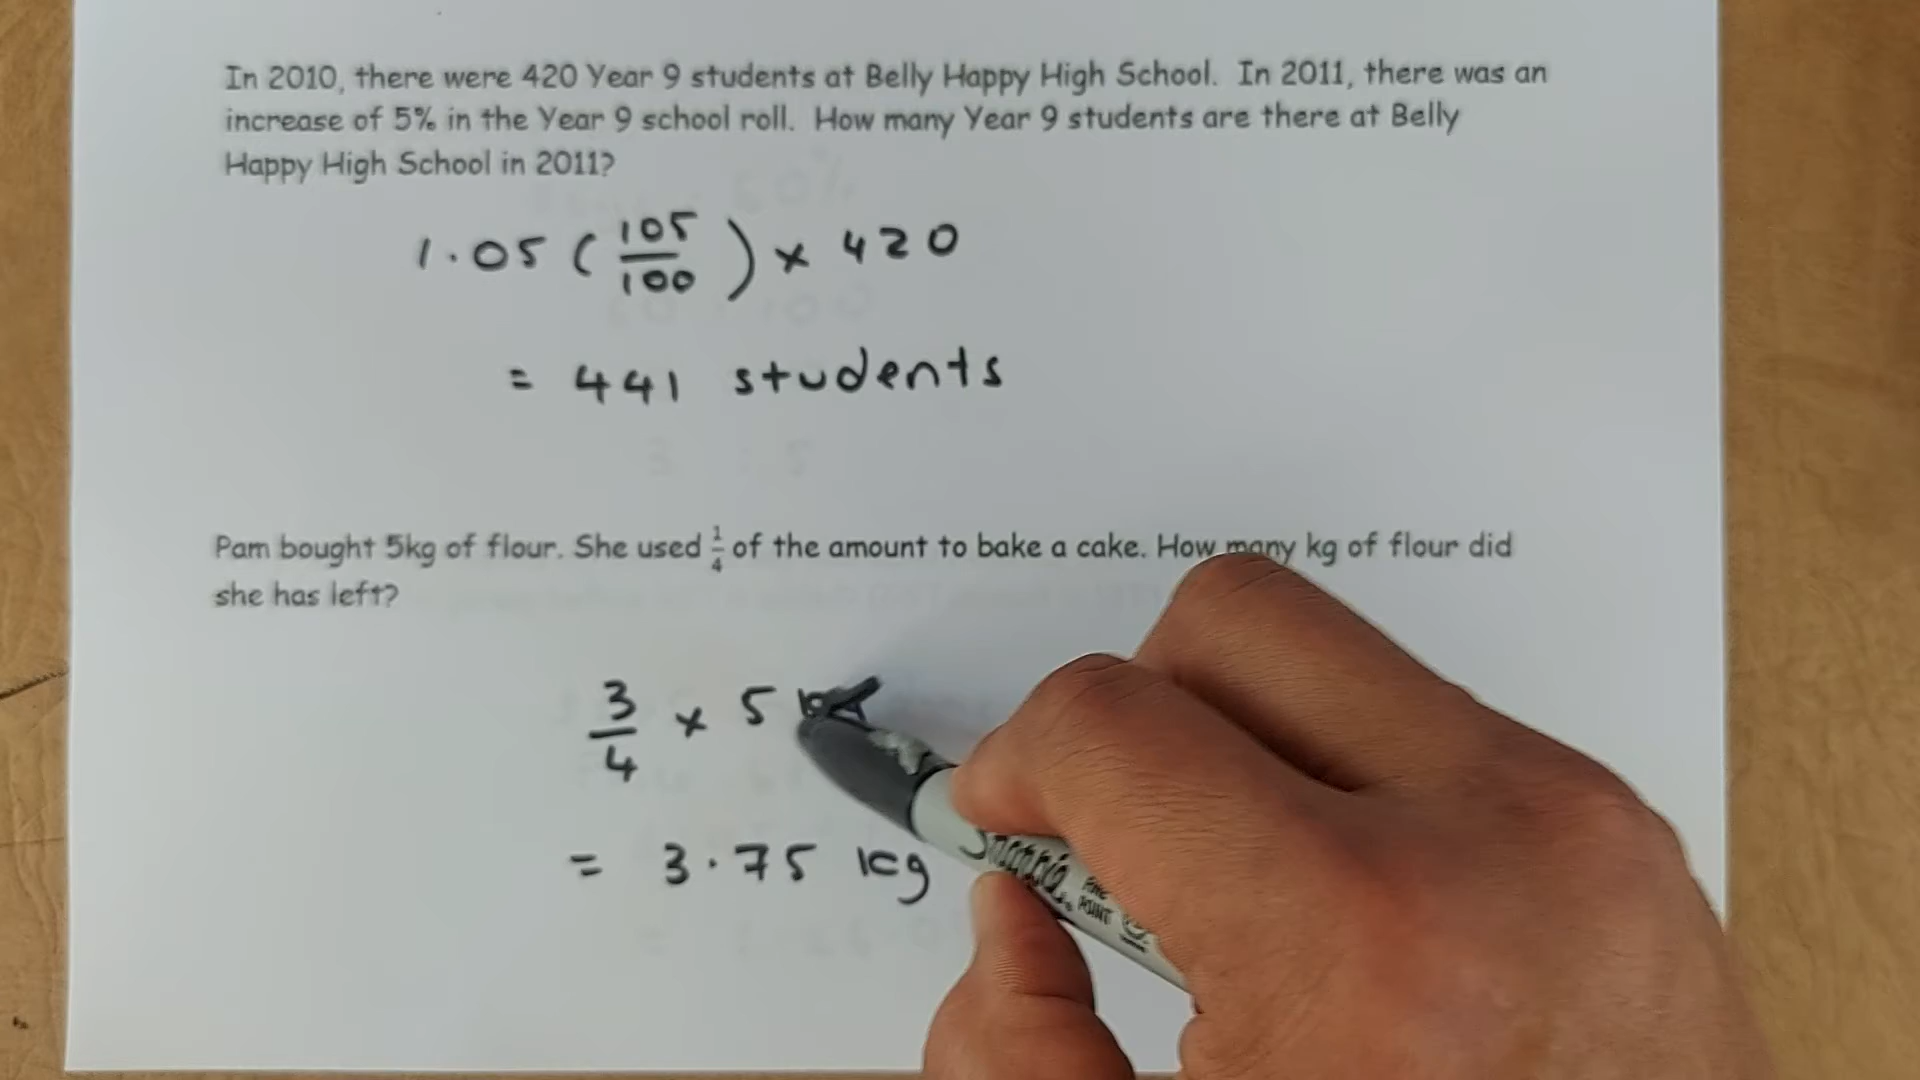 In 2010, there were 420 Year 9 students at Belly Happy High School. In 2011, there was an
increase of 5% in the Year 9 school roll. How many Year 9 students are there at Belly
Happy High School in 2011?
1.05 (105/100) × 420
= 441 students
Pam bought 5kg of flour. She used 1/4 of the amount to bake a cake. How many kg of flour did
she has left?
3/4 × 5
= 3.75 kg
Sharpie.
FINE
POINT